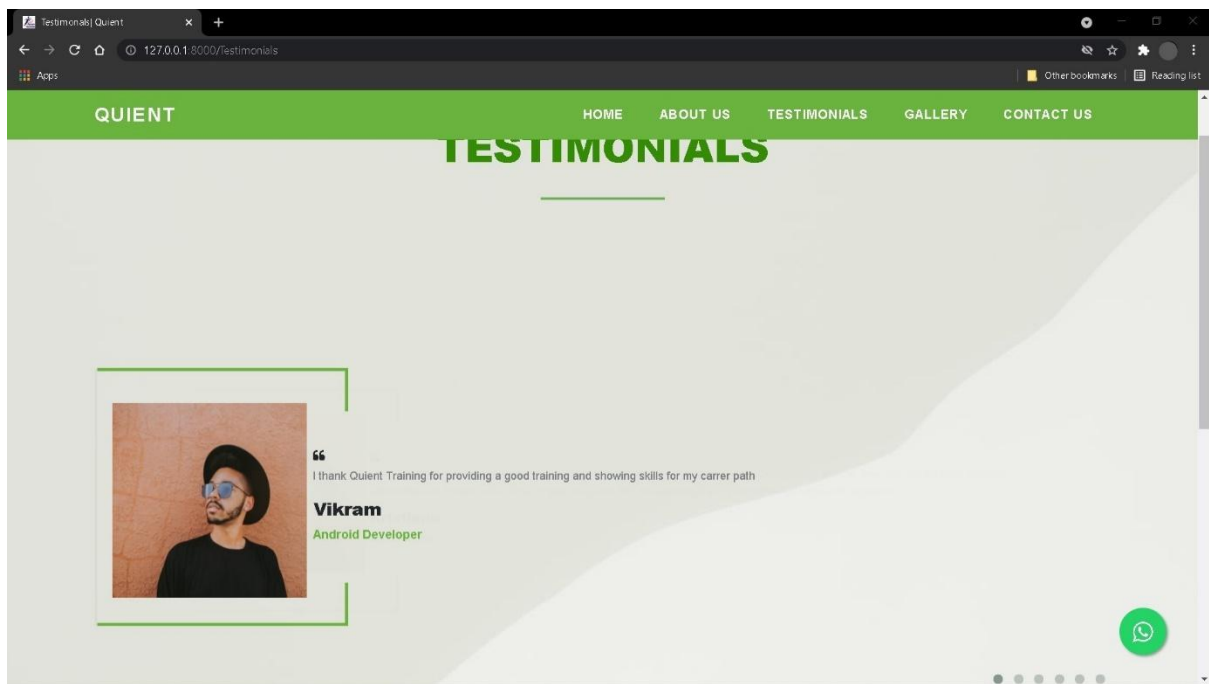 Testimonals| Quient
127.0.0.1:8000/Testimonials
Apps
Other bookmarks
Reading list
QUIENT
HOME ABOUT US TESTIMONIALS GALLERY CONTACT US
TESTIMONIALS
I thank Quient Training for providing a good training and showing skills for my carrer path
Vikram
Android Developer